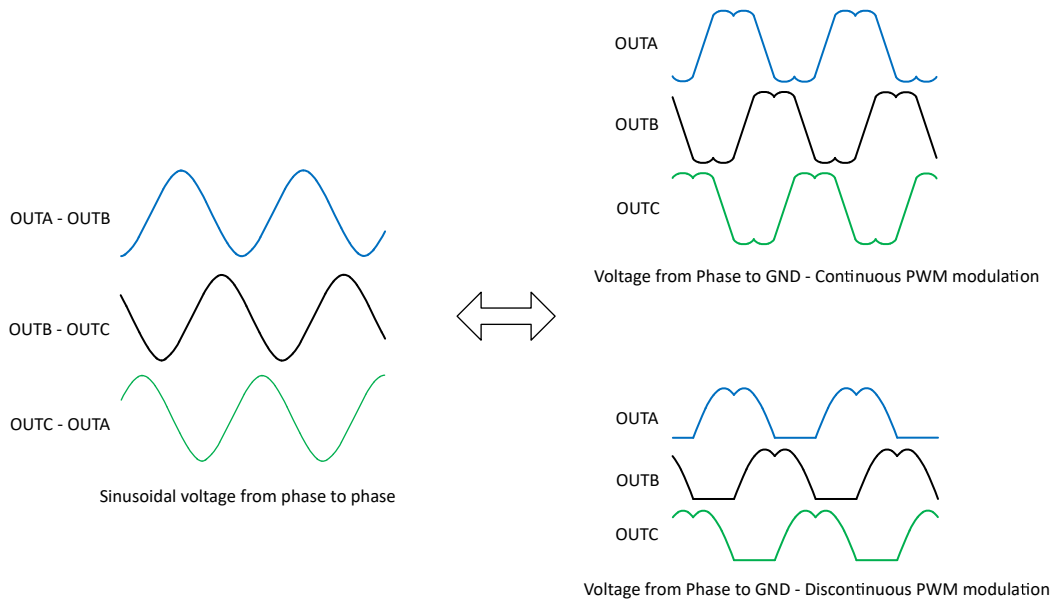 OUTA - OUTB
OUTB - OUTC
OUTC - OUTA
Sinusoidal voltage from phase to phase
OUTA
OUTB
OUTC
Voltage from Phase to GND - Continuous PWM modulation
OUTA
OUTB
OUTC
Voltage from Phase to GND - Discontinuous PWM modulation